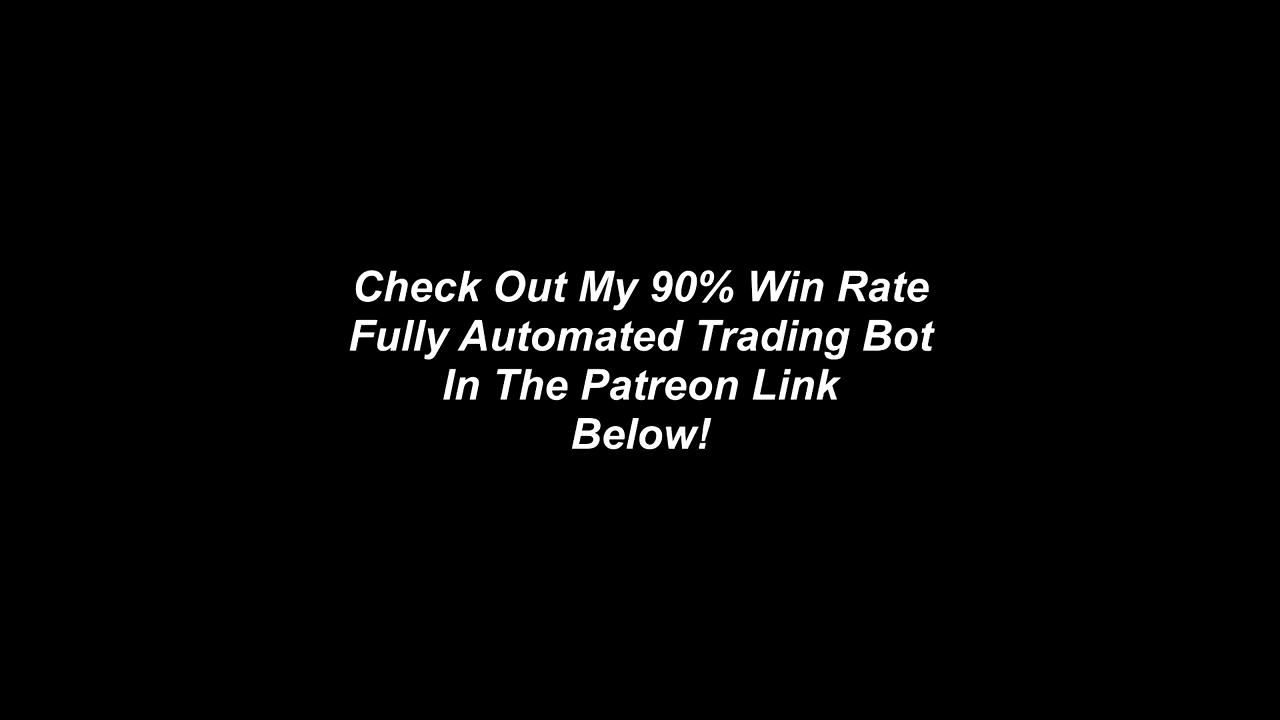 Check Out My 90% Win Rate
Fully Automated Trading Bot
In The Patreon Link
Below!